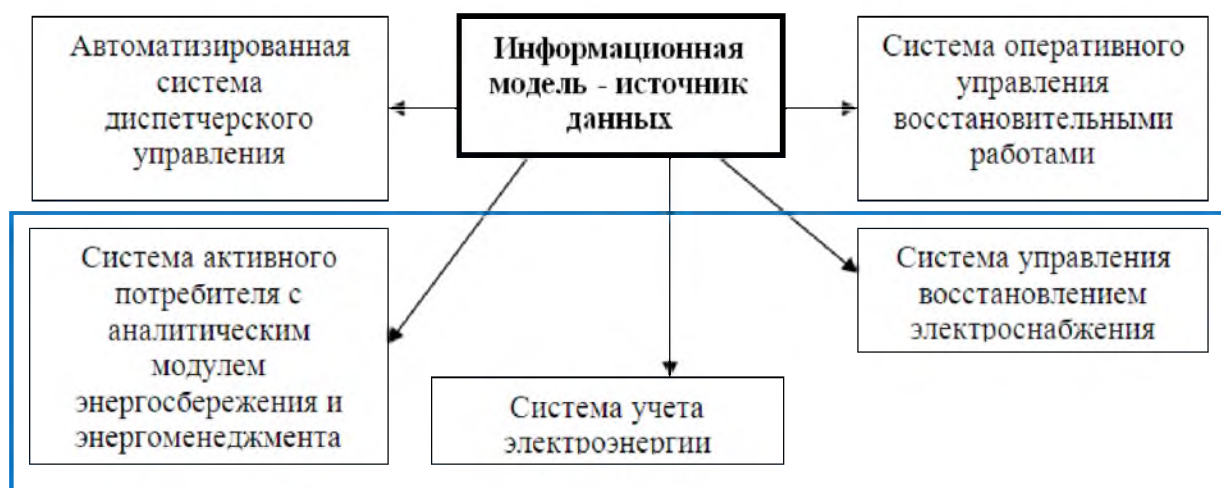 Автоматизированная
система
диспетчерского
управления
Информационная
модель - источник
данных
Система оперативного
управления
восстановительными
работами
Система активного
потребителя с
аналитическим
модулем
энергосбережения и
энергоменеджмента
Система учета
электроэнергии
Система управления
восстановлением
электроснабжения